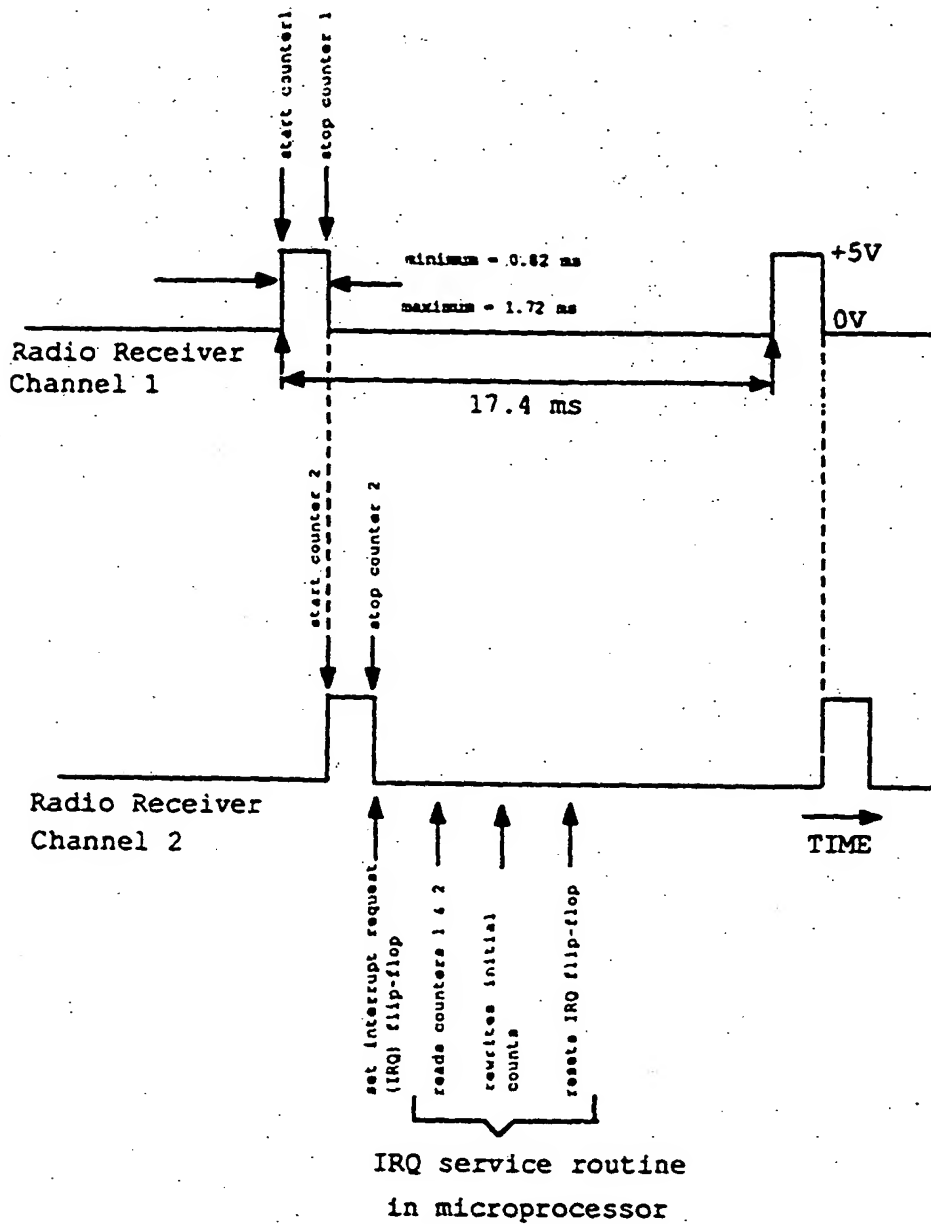 start counter1
stop counter 1
minimum = 0.82 ms
maximum = 1.72 ms
+5V
0V
Radio Receiver
Channel 1
17.4 ms
start counter 2
stop counter 2
Radio Receiver
Channel 2
TIME
set interrupt request
(IRQ) flip-flop
reads counters 1 & 2
rewrites initial
counts
resets IRQ flip-flop
IRQ service routine
in microprocessor